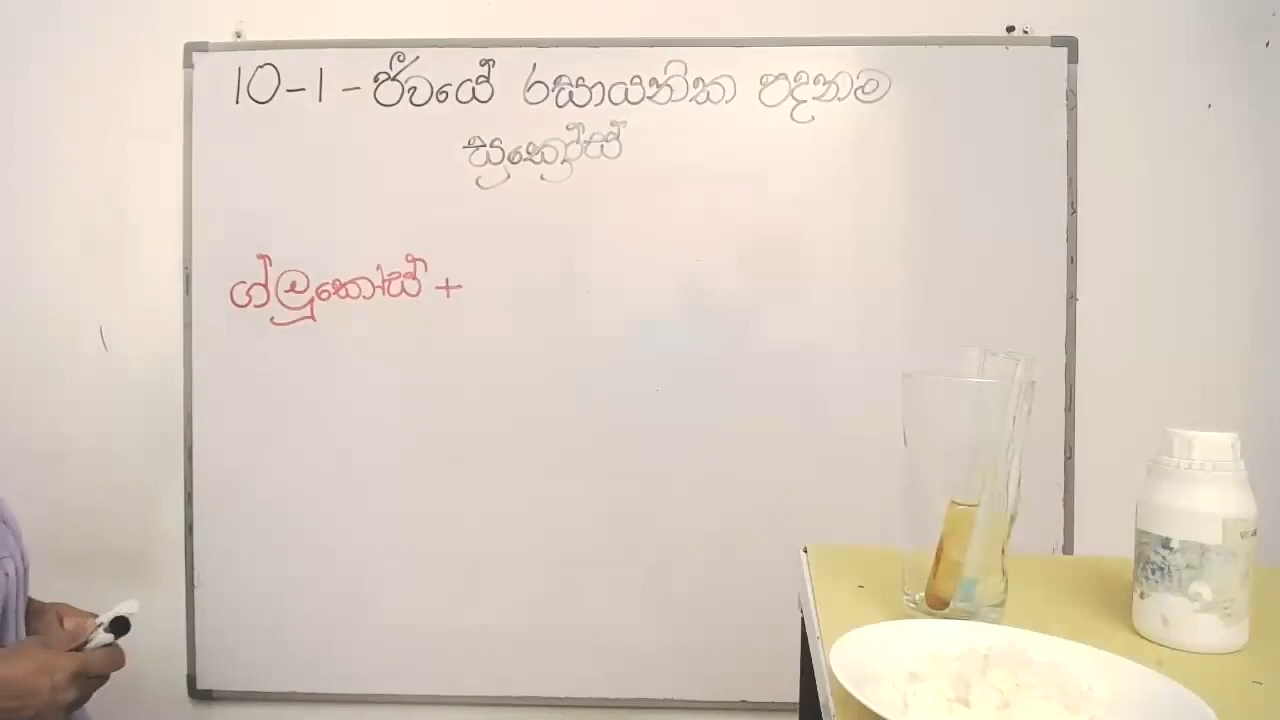 10-1 - ජීවයේ රසායනික පදනම
සුක්‍රෝස්
ග්ලූකෝස් +